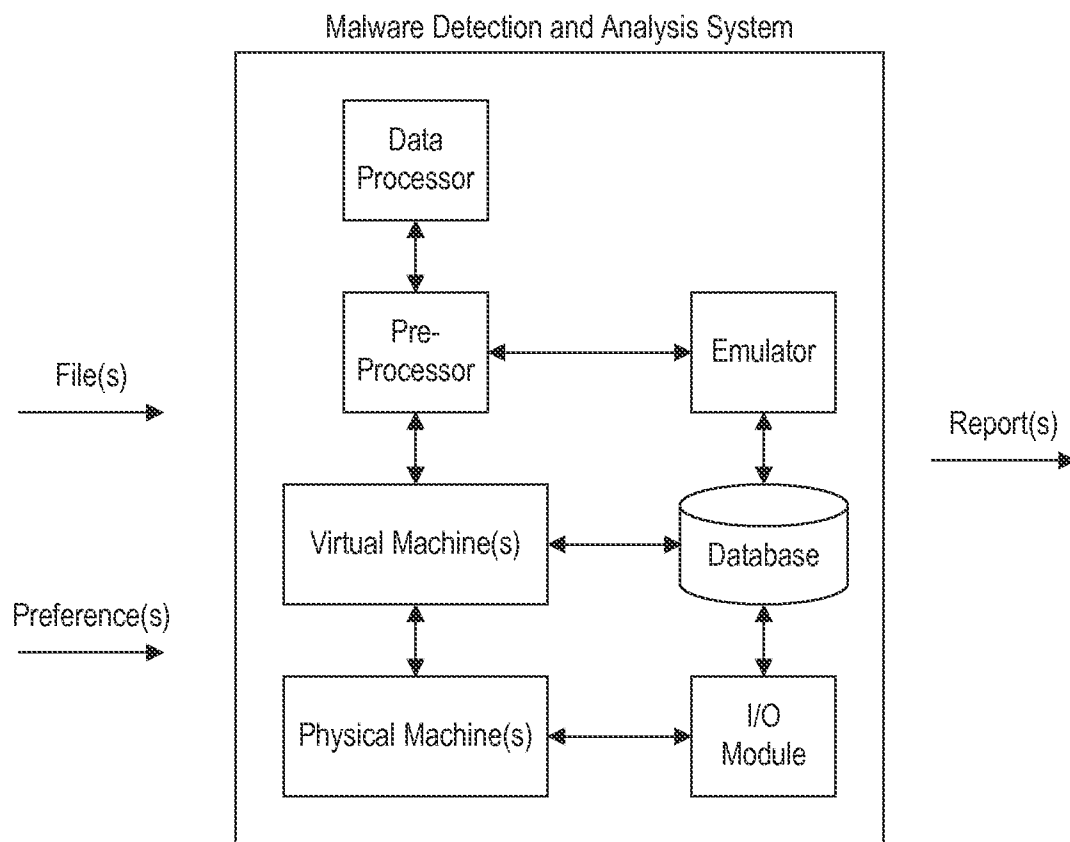 Malware Detection and Analysis System
Data
Processor
Pre-
Processor
Emulator
File(s)
Report(s)
Virtual Machine(s)
Database
Preference(s)
Physical Machine(s)
I/O
Module